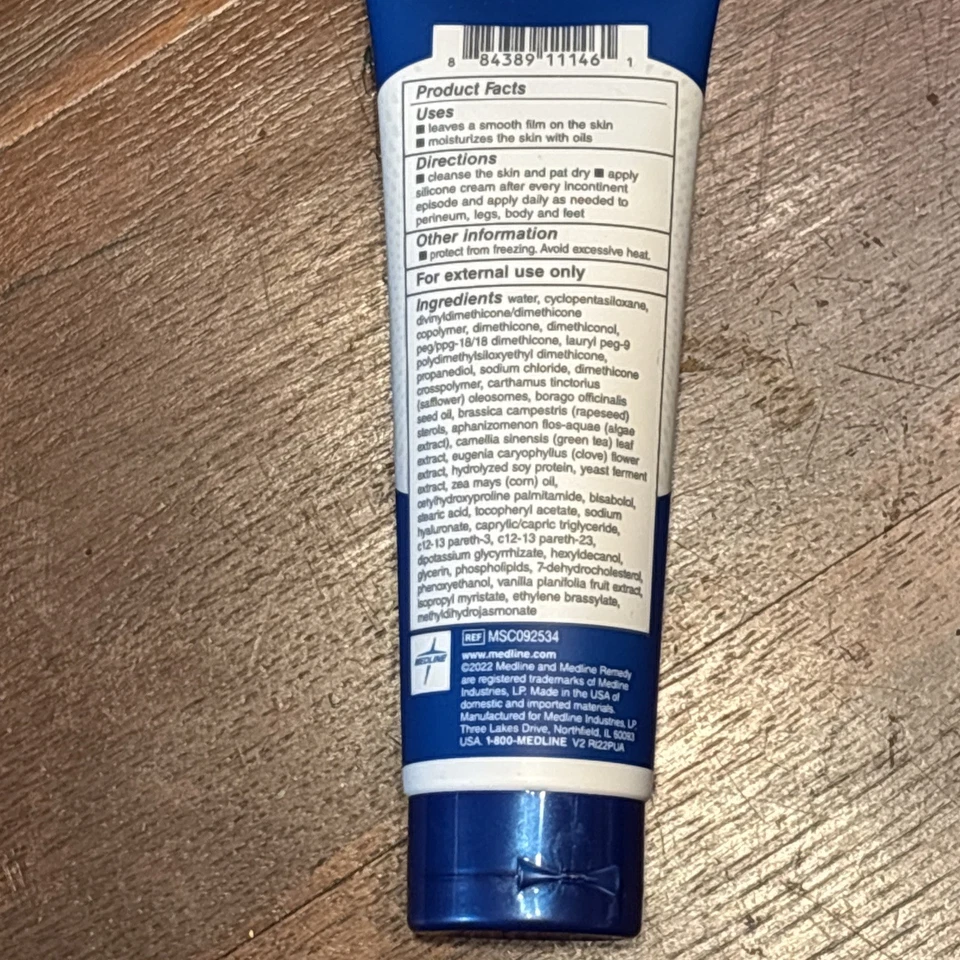 8 84389 11146 1
Product Facts
Uses
■ leaves a smooth film on the skin
■ moisturizes the skin with oils
Directions
■ cleanse the skin and pat dry ■ apply
silicone cream after every incontinent
episode and apply daily as needed to
perineum, legs, body and feet
Other information
■ protect from freezing. Avoid excessive heat.
For external use only
Ingredients water, cyclopentasiloxane,
divinyldimethicone/dimethicone
copolymer, dimethicone, dimethiconol,
peg/ppg-18/18 dimethicone, lauryl peg-9
polydimethylsiloxyethyl dimethicone,
propanediol, sodium chloride, dimethicone
crosspolymer, carthamus tinctorius
(safflower) oleosomes, borago officinalis
seed oil, brassica campestris (rapeseed)
sterols, aphanizomenon flos-aquae (algae
extract), camellia sinensis (green tea) leaf
extract, eugenia caryophyllus (clove) flower
extract, hydrolyzed soy protein, yeast ferment
extract, zea mays (corn) oil,
cetylhydroxyproline palmitamide, bisabolol,
stearic acid, tocopheryl acetate, sodium
hyaluronate, caprylic/capric triglyceride,
c12-13 pareth-3, c12-13 pareth-23,
dipotassium glycyrrhizate, hexyldecanol,
glycerin, phospholipids, 7-dehydrocholesterol,
phenoxyethanol, vanilla planifolia fruit extract,
isopropyl myristate, ethylene brassylate,
methyldihydrojasmonate
MEDLINE
REF MSC092534
www.medline.com
©2022 Medline and Medline Remedy
are registered trademarks of Medline
Industries, LP. Made in the USA of
domestic and imported materials.
Manufactured for Medline Industries, LP,
Three Lakes Drive, Northfield, IL 60093
USA. 1-800-MEDLINE V2 RI22PUA